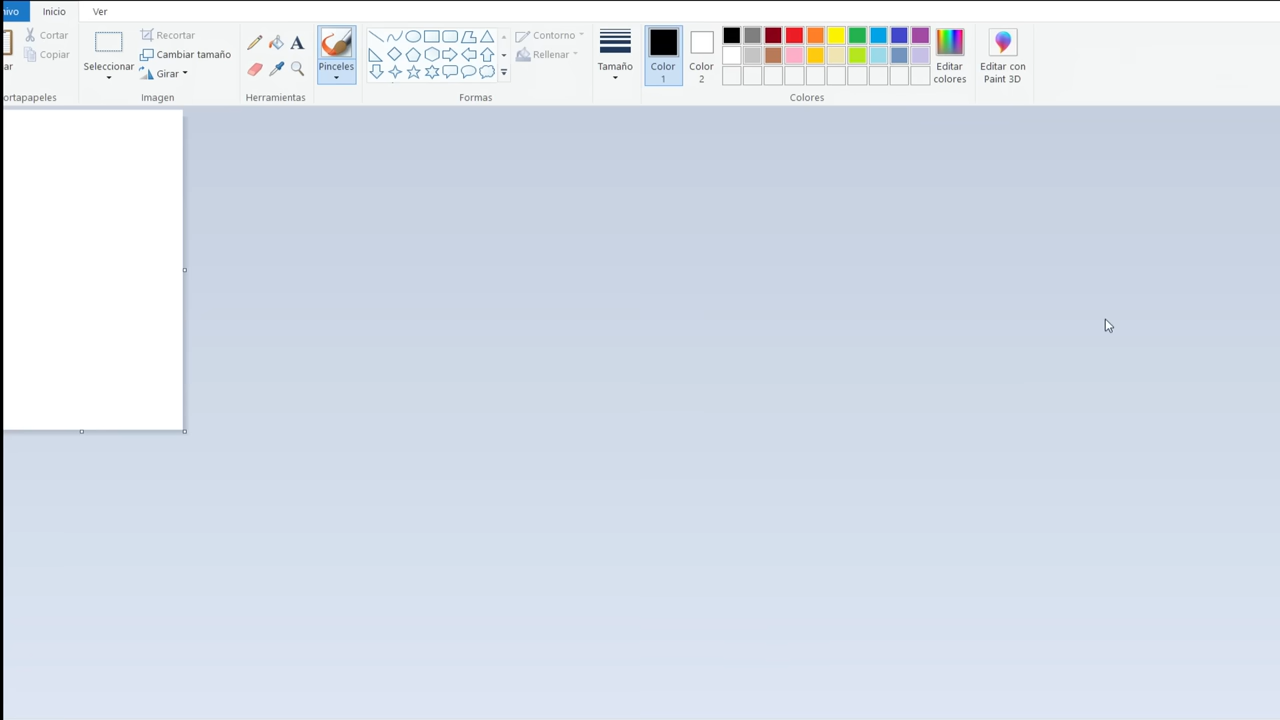 ivo Inicio Ver
Cortar Recortar Contorno
Copiar Seleccionar Cambiar tamaño Rellenar
ar Girar Pinceles Tamaño Color 1 Color 2 Editar colores Editar con Paint 3D
ortapapeles Imagen Herramientas Formas Colores